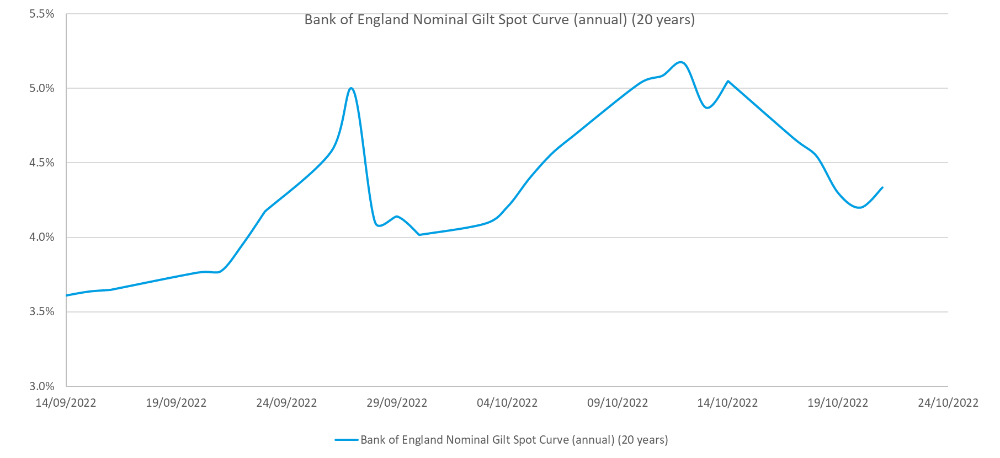 Bank of England Nominal Gilt Spot Curve (annual) (20 years)
5.5%
5.0%
4.5%
4.0%
3.5%
3.0%
14/09/2022 19/09/2022 24/09/2022 29/09/2022 04/10/2022 09/10/2022 14/10/2022 19/10/2022 24/10/2022
Bank of England Nominal Gilt Spot Curve (annual) (20 years)